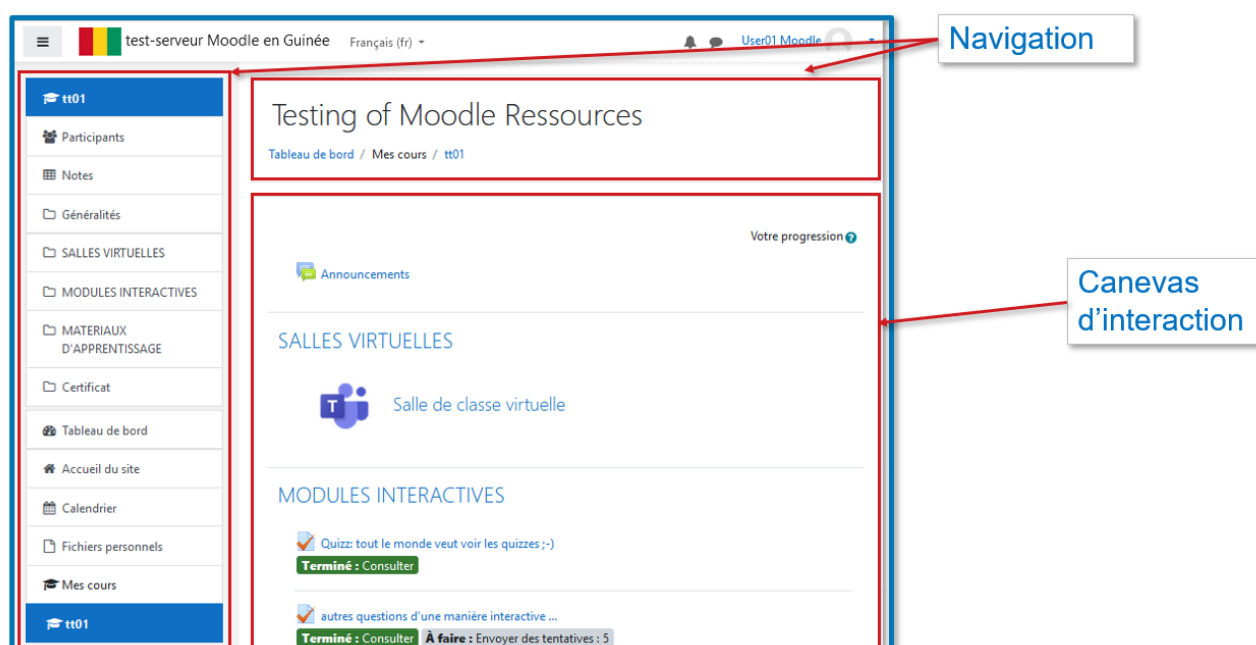 test-serveur Moodle en Guinée
Français (fr)
User01 Moodle
Navigation
tt01
Participants
Notes
Généralités
SALLES VIRTUELLES
MODULES INTERACTIVES
MATERIAUX
D'APPRENTISSAGE
Certificat
Tableau de bord
Accueil du site
Calendrier
Fichiers personnels
Mes cours
tt01
Testing of Moodle Ressources
Tableau de bord / Mes cours / tt01
Votre progression
Announcements
SALLES VIRTUELLES
T
Salle de classe virtuelle
MODULES INTERACTIVES
Quizz: tout le monde veut voir les quizzes ;-)
Terminé : Consulter
autres questions d'une manière interactive ...
Terminé : Consulter À faire : Envoyer des tentatives : 5
Canevas
d’interaction